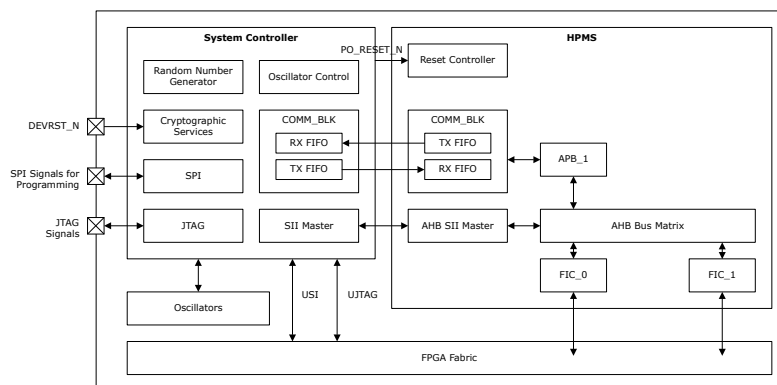 System Controller
HPMS
PO_RESET_N
Reset Controller
Random Number
Generator
Oscillator Control
DEVRST_N
Cryptographic
Services
COMM_BLK
RX FIFO
TX FIFO
COMM_BLK
TX FIFO
RX FIFO
APB_1
SPI Signals for
Programming
SPI
JTAG
Signals
JTAG
SII Master
AHB SII Master
AHB Bus Matrix
FIC_0
FIC_1
Oscillators
USI
UJTAG
FPGA Fabric